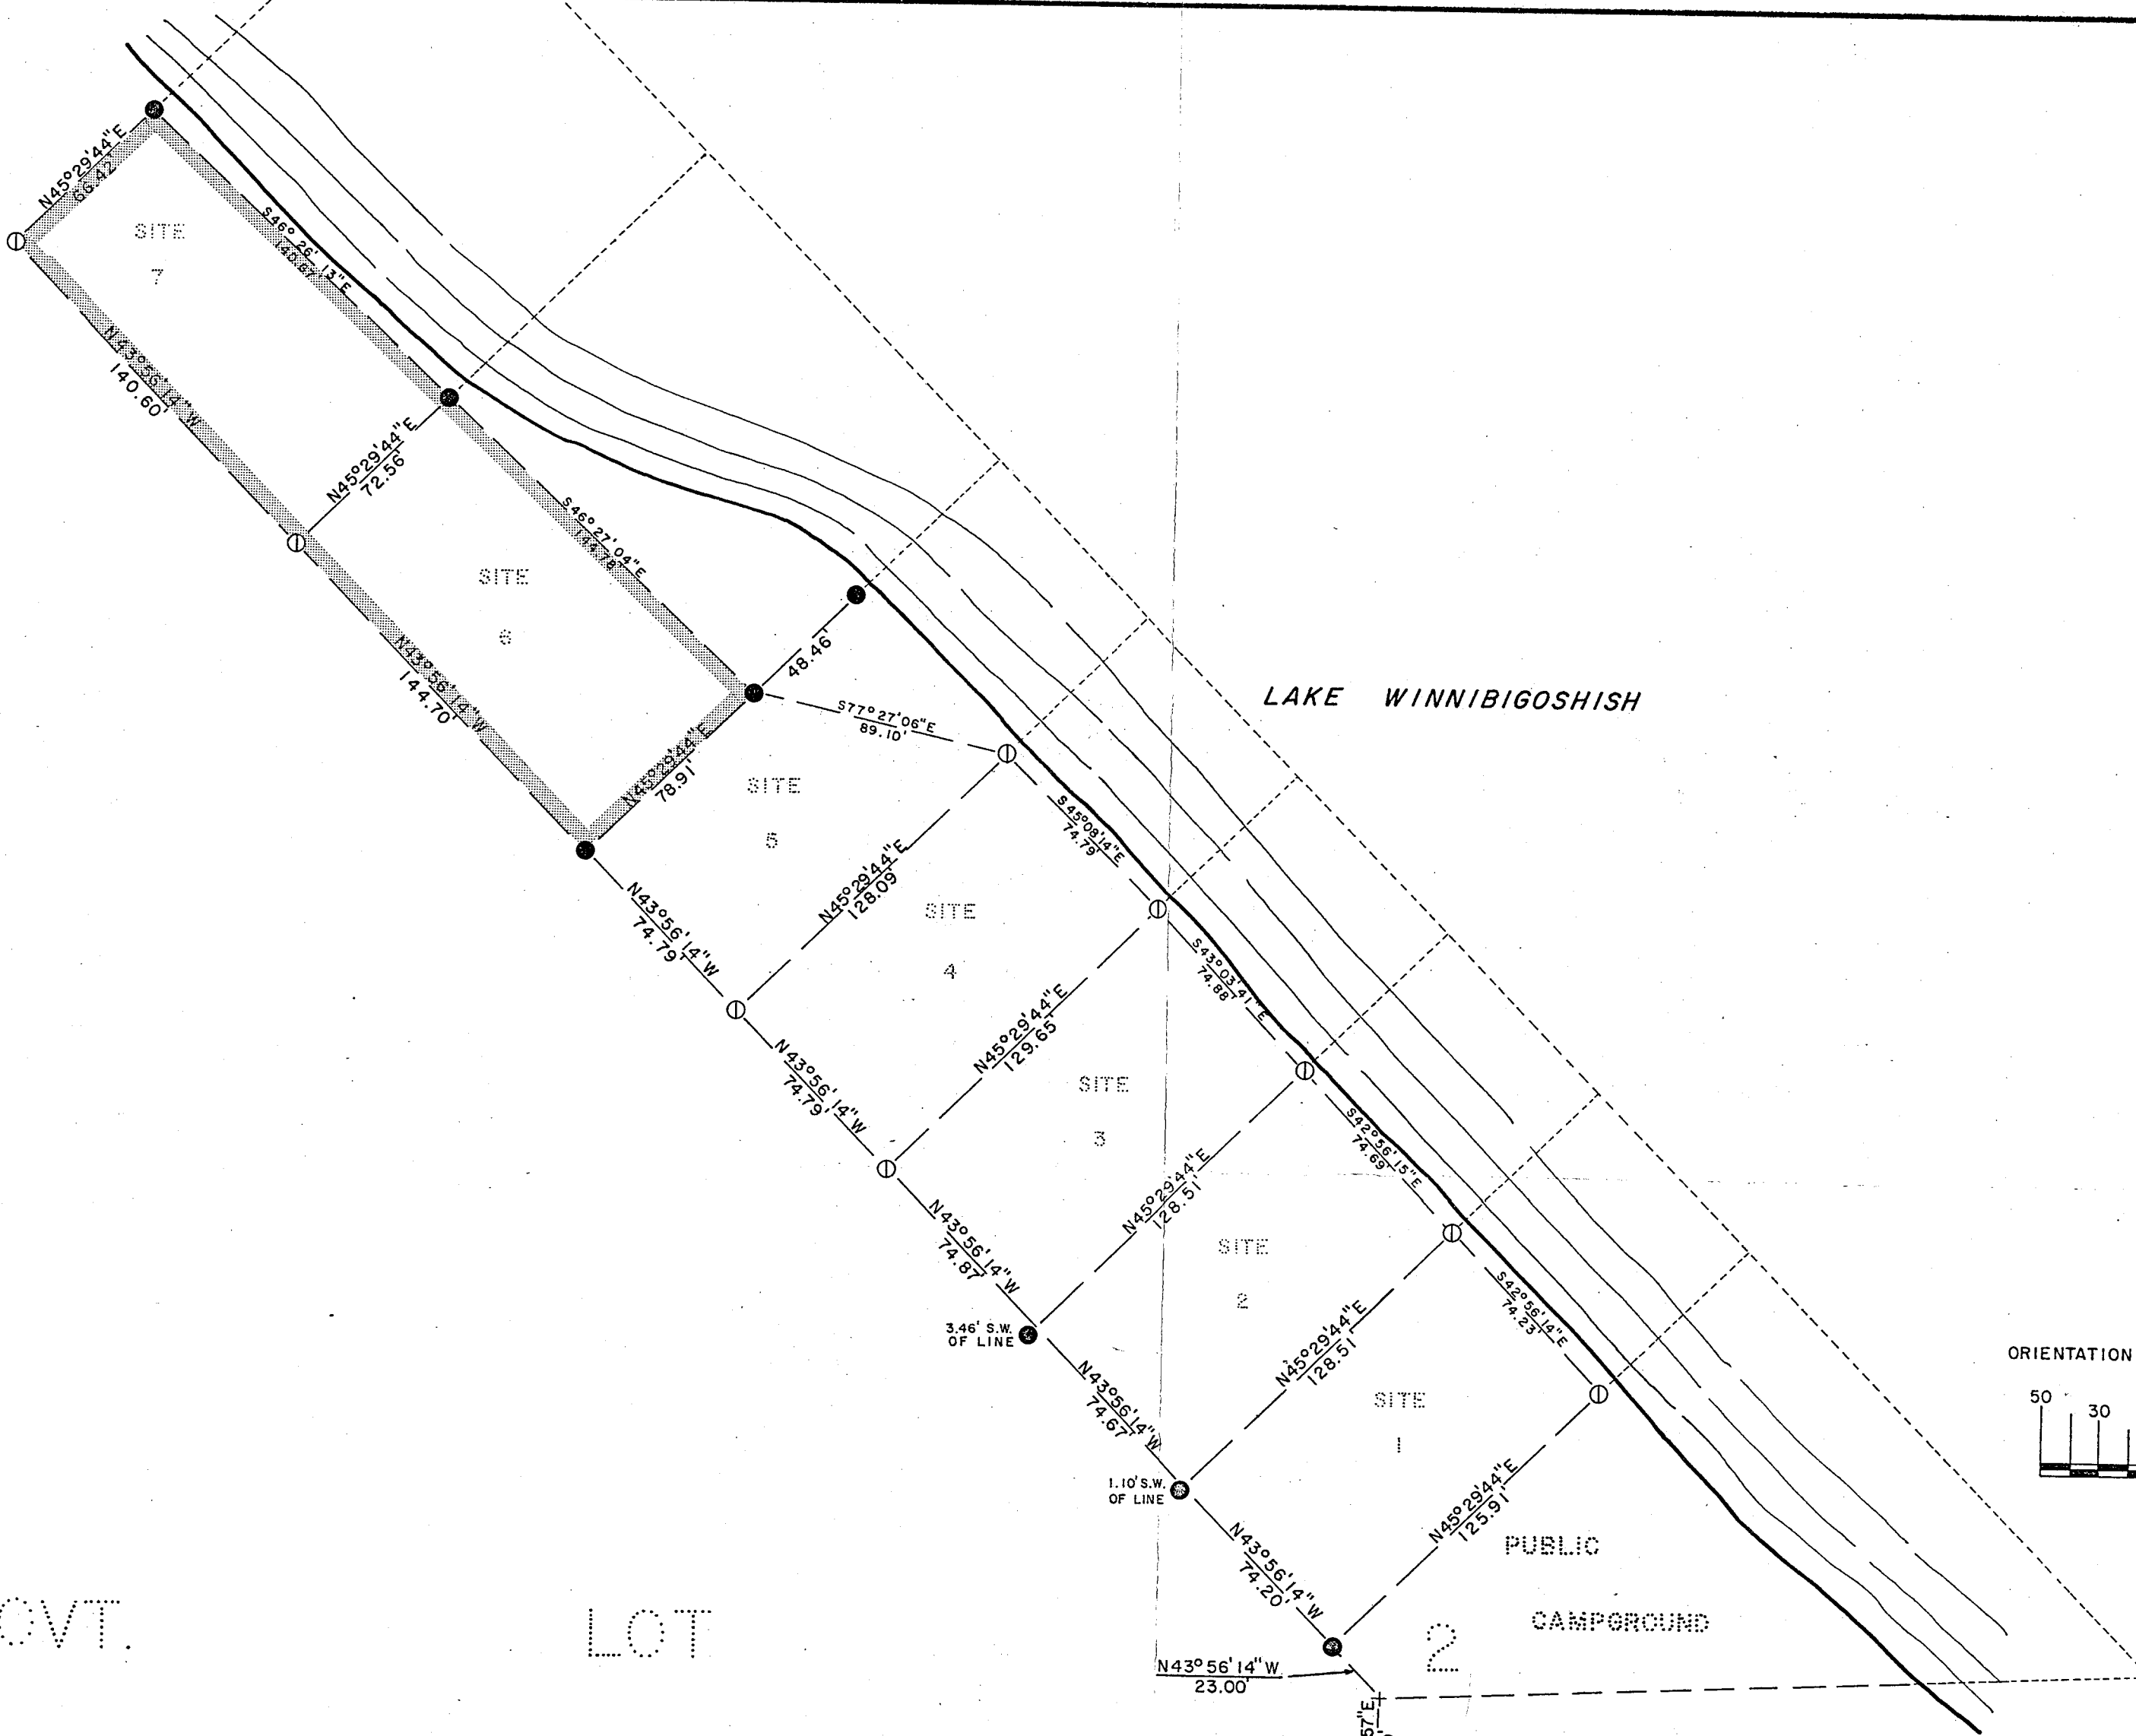 N45°29'44"E
66.42'
SITE
7
S46°26'13"E
140.67'
N43°56'14"W
140.60'
N45°29'44"E
72.56'
SITE
6
S46°27'04"E
144.78'
N43°56'14"W
144.70'
48.46'
N45°29'44"E
78.91'
S77°27'06"E
89.10'
LAKE WINNIBIGOSHISH
SITE
5
S45°08'14"E
74.79'
N45°29'44"E
128.09'
N43°56'14"W
74.79'
SITE
4
S43°03'41"E
74.88'
N45°29'44"E
129.65'
N43°56'14"W
74.79'
SITE
3
S42°56'15"E
74.69'
N45°29'44"E
128.51'
N43°56'14"W
74.87'
SITE
2
S42°56'14"E
74.23'
3.46' S.W.
OF LINE
N45°29'44"E
128.51'
N43°56'14"W
74.67'
SITE
1
ORIENTATION
50 30
1.10' S.W.
OF LINE
N45°29'44"E
125.91'
N43°56'14"W
74.20'
PUBLIC
CAMPGROUND
OVT. LOT 2
N43°56'14"W
23.00'
57"E